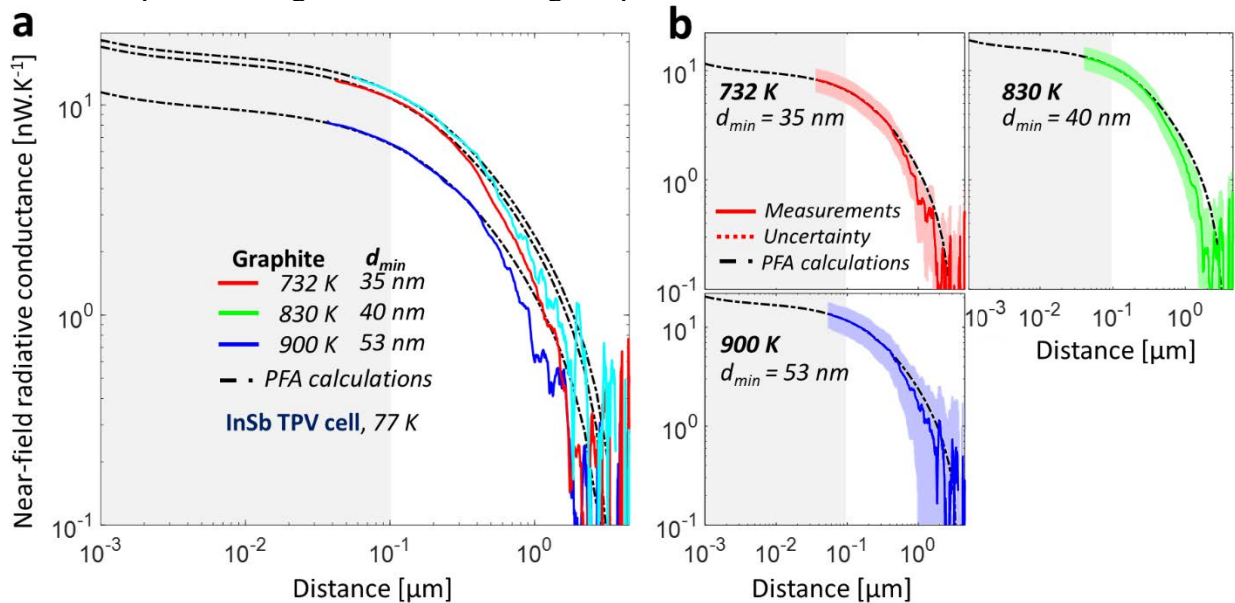 a
Near-field radiative conductance [nW.K⁻¹]
10¹
10⁰
10⁻¹
Graphite d_min
732 K 35 nm
830 K 40 nm
900 K 53 nm
PFA calculations
InSb TPV cell, 77 K
10⁻³ 10⁻² 10⁻¹ 10⁰
Distance [µm]
b
10¹
10⁰
10⁻¹
732 K
d_min = 35 nm
Measurements
Uncertainty
PFA calculations
830 K
d_min = 40 nm
10⁻³ 10⁻² 10⁻¹ 10⁰
Distance [µm]
10¹
10⁰
10⁻¹
900 K
d_min = 53 nm
10⁻³ 10⁻² 10⁻¹ 10⁰
Distance [µm]